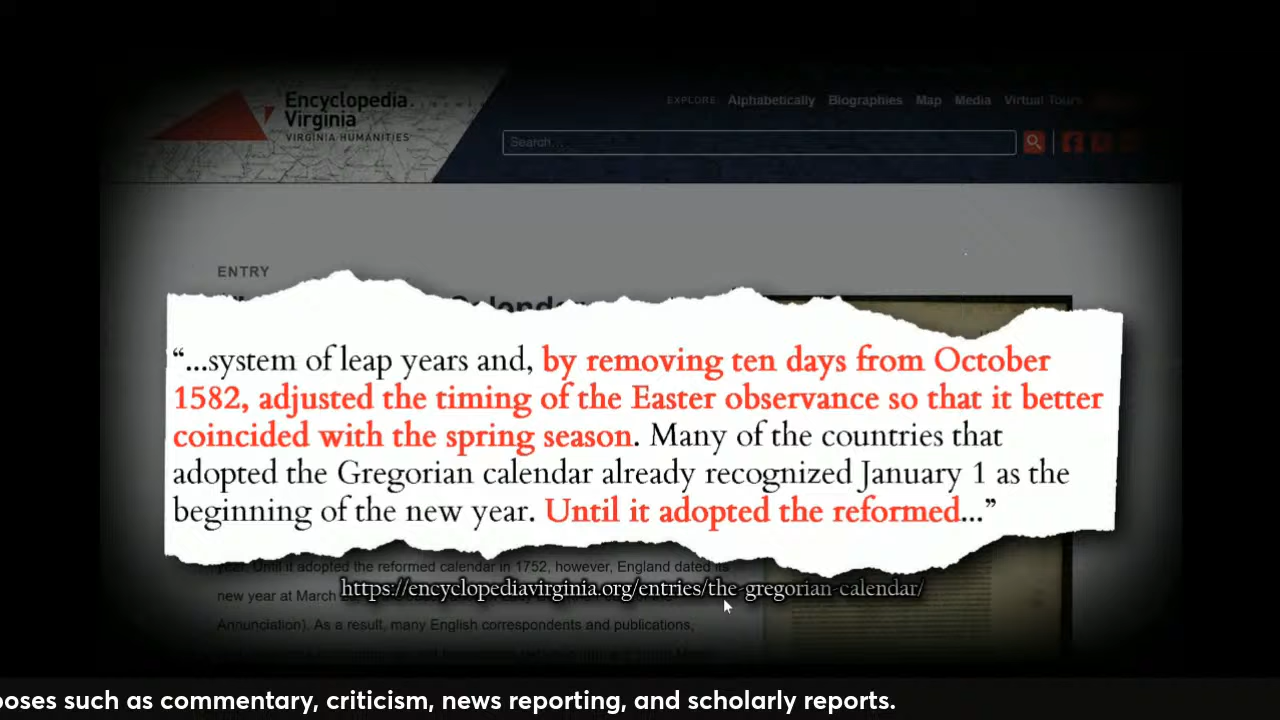 Encyclopedia
Virginia
VIRGINIA HUMANITIES
EXPLORE Alphabetically Biographies Map Media Virtual Tours
Search...
ENTRY
“...system of leap years and, by removing ten days from October
1582, adjusted the timing of the Easter observance so that it better
coincided with the spring season. Many of the countries that
adopted the Gregorian calendar already recognized January 1 as the
beginning of the new year. Until it adopted the reformed...”
year. Until it adopted the reformed calendar in 1752, however, England dated its
https://encyclopediavirginia.org/entries/the-gregorian-calendar/
new year at March
Annunciation). As a result, many English correspondents and publications,
poses such as commentary, criticism, news reporting, and scholarly reports.